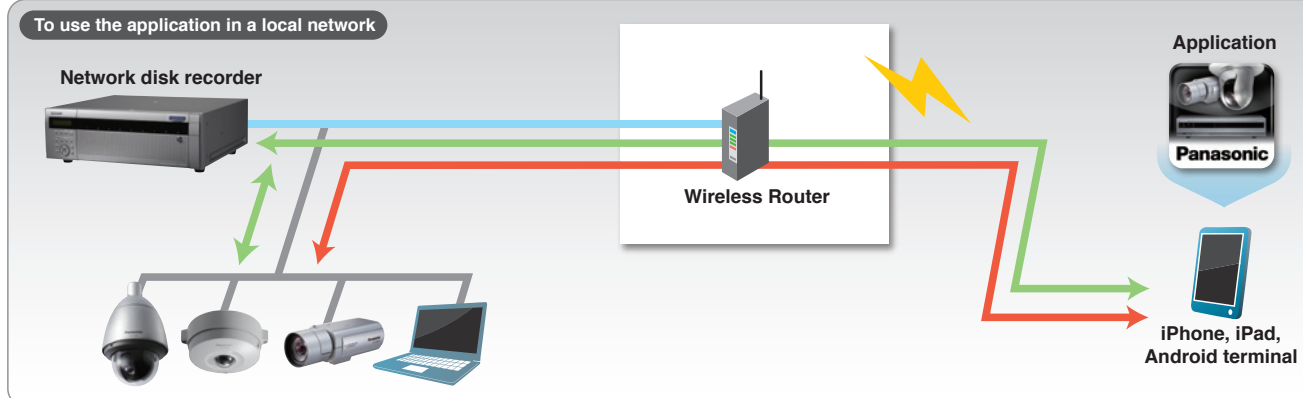 To use the application in a local network
Network disk recorder
Application
Panasonic
Wireless Router
iPhone, iPad,
Android terminal